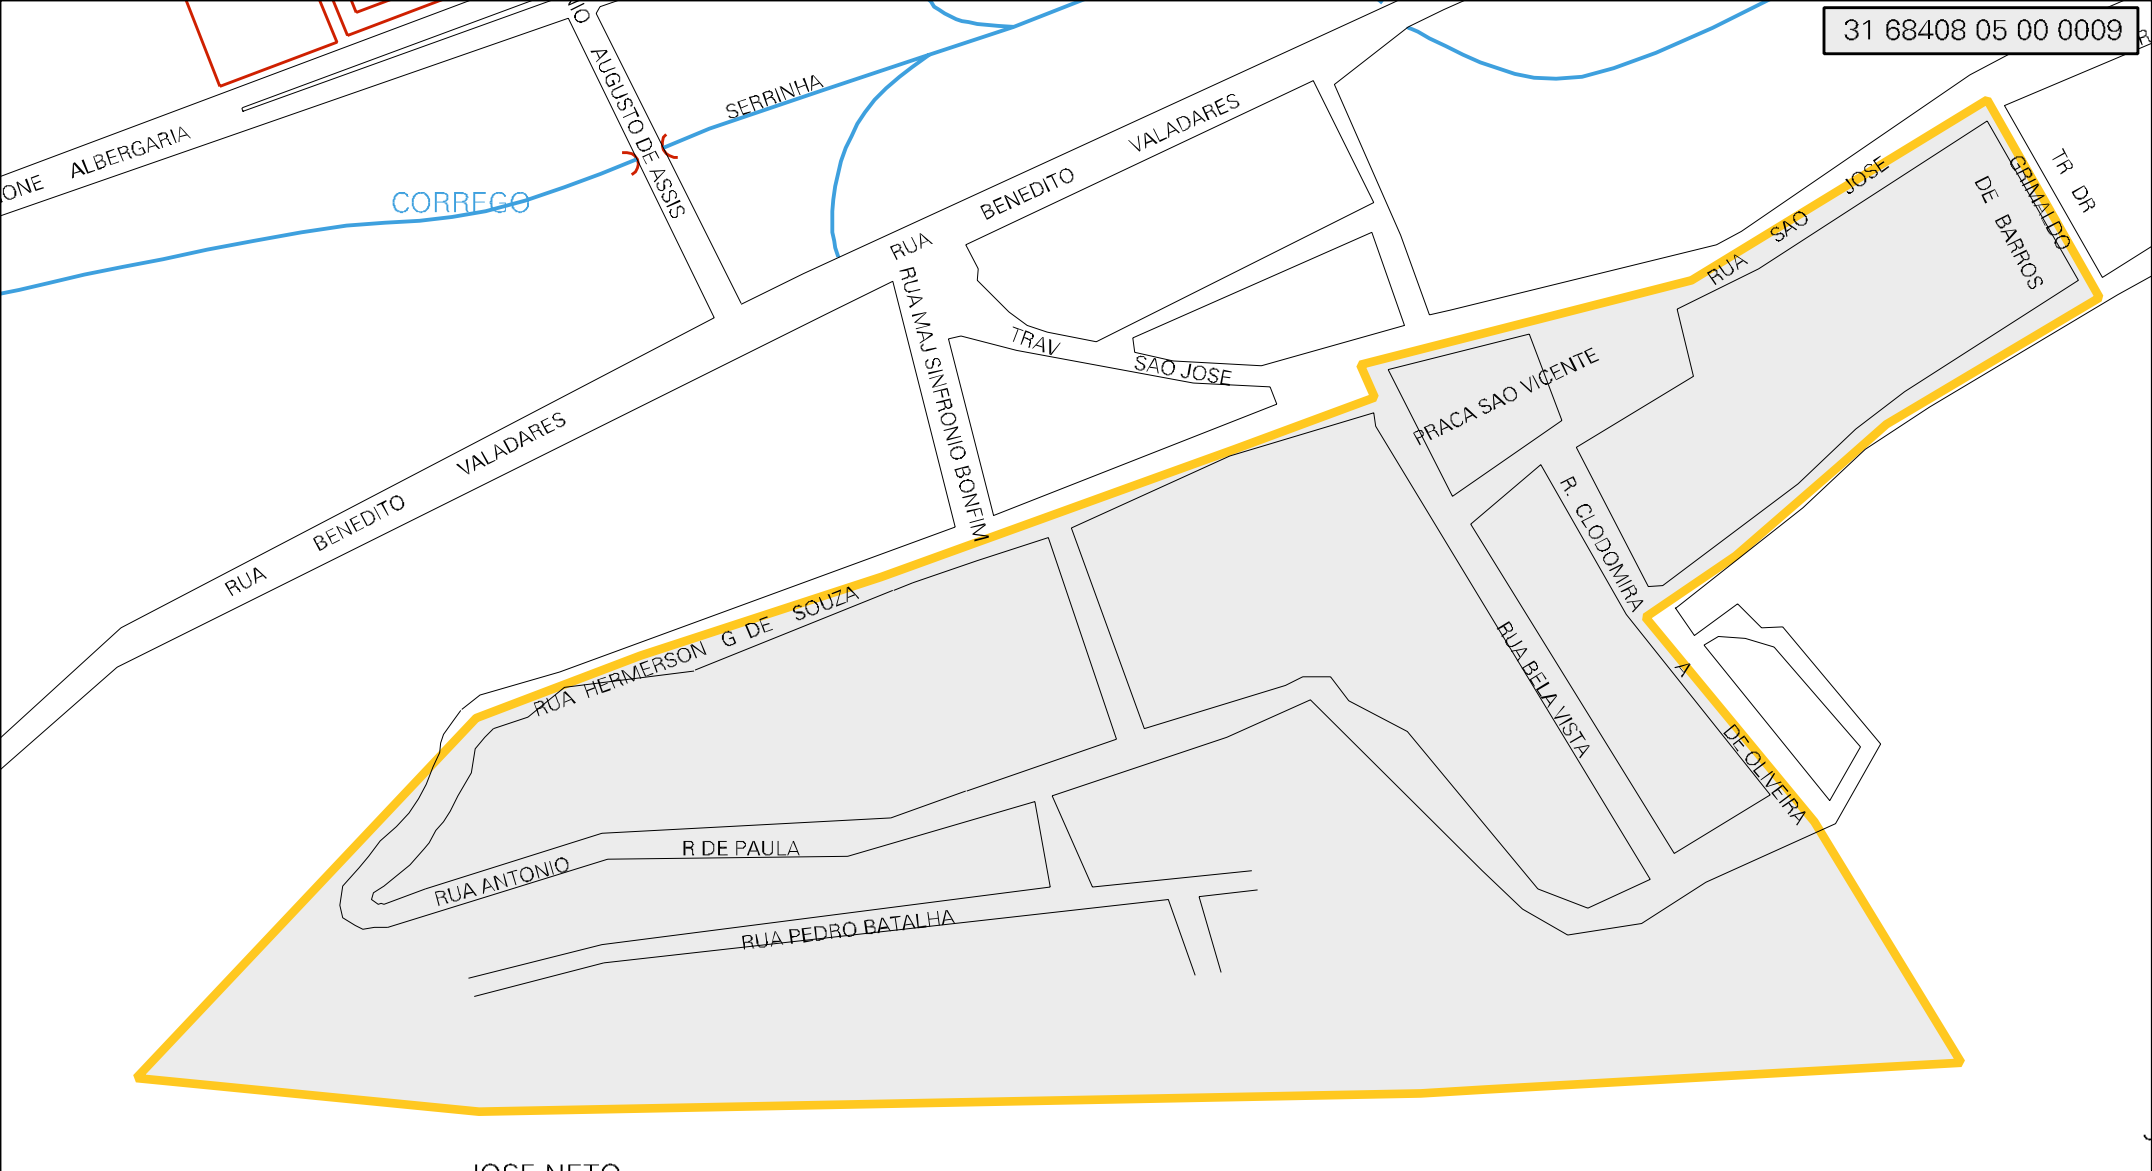 31 68408 05 00 0009
ALBERGARIA
AUGUSTO DE ASSIS
SERRINHA
CORREGO
RUA BENEDITO VALADARES
RUA MAJ SINFRONIO BONFIM
TRAV SAO JOSE
RUA SAO JOSE
TR DR
GRIMALDO
DE BARROS
PRACA SAO VICENTE
RUA BENEDITO VALADARES
R. CLODOMIRA A DE OLIVEIRA
RUA BELA VISTA
RUA HERMERSON G DE SOUZA
RUA ANTONIO R DE PAULA
RUA PEDRO BATALHA
JOSE NETO